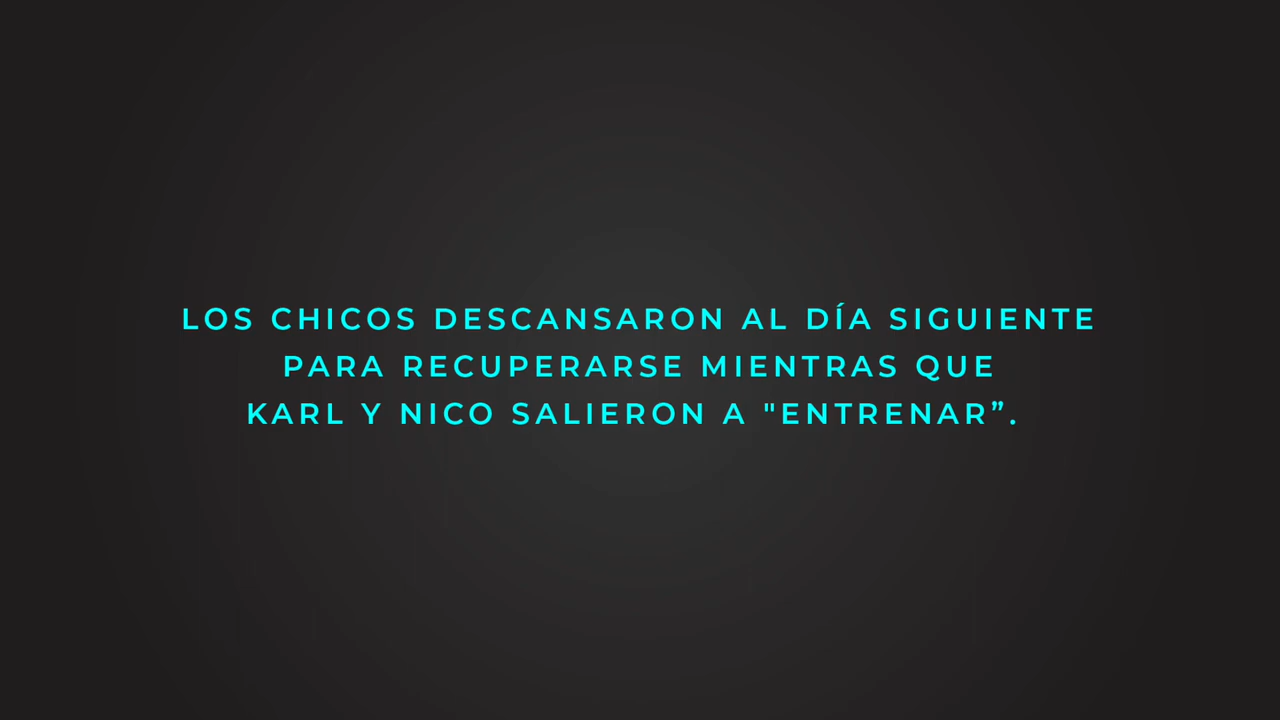 LOS CHICOS DESCANSARON AL DÍA SIGUIENTE
PARA RECUPERARSE MIENTRAS QUE
KARL Y NICO SALIERON A "ENTRENAR”.